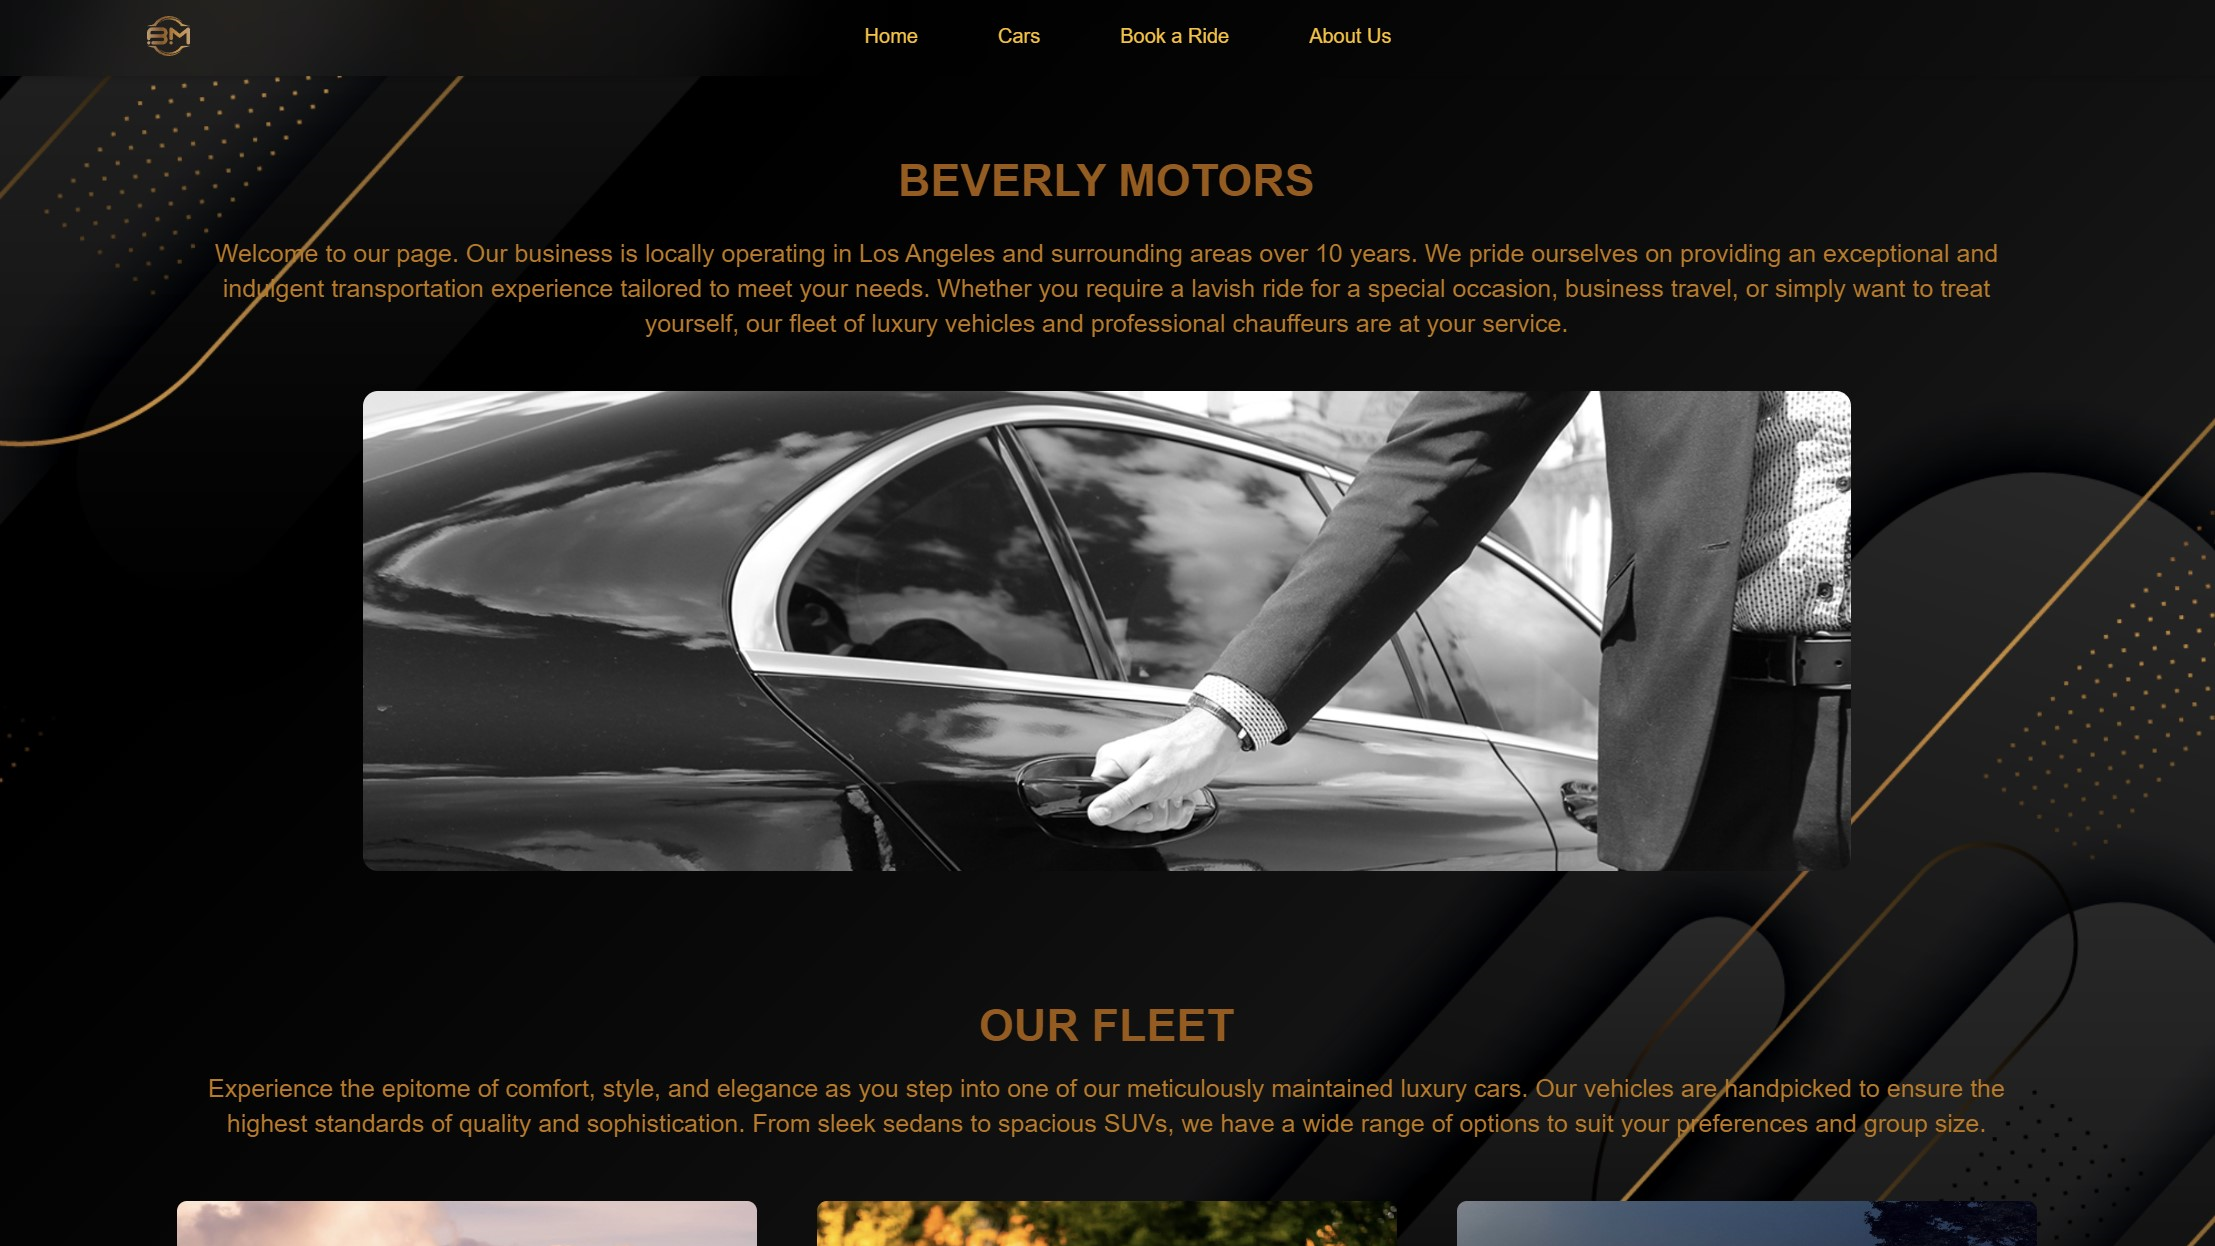 BM
Home Cars Book a Ride About Us
BEVERLY MOTORS
Welcome to our page. Our business is locally operating in Los Angeles and surrounding areas over 10 years. We pride ourselves on providing an exceptional and
indulgent transportation experience tailored to meet your needs. Whether you require a lavish ride for a special occasion, business travel, or simply want to treat
yourself, our fleet of luxury vehicles and professional chauffeurs are at your service.
OUR FLEET
Experience the epitome of comfort, style, and elegance as you step into one of our meticulously maintained luxury cars. Our vehicles are handpicked to ensure the
highest standards of quality and sophistication. From sleek sedans to spacious SUVs, we have a wide range of options to suit your preferences and group size.